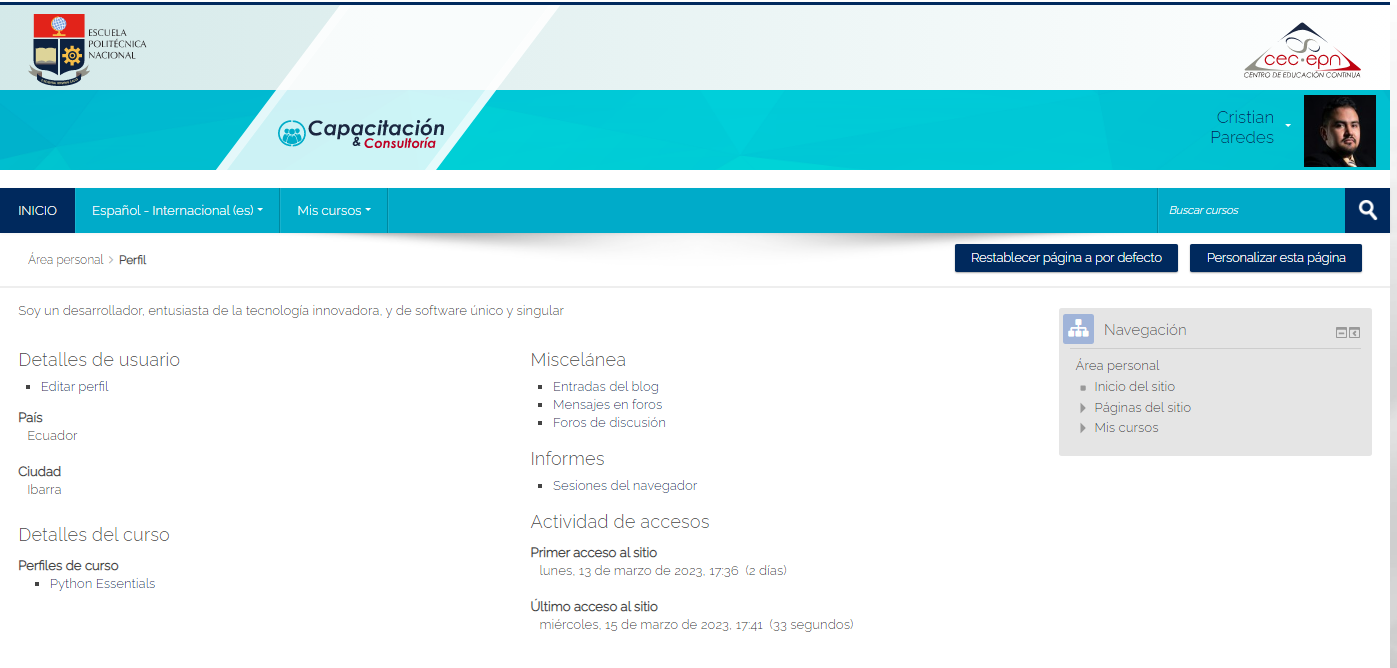 ESCUELA
POLITÉCNICA
NACIONAL
cec-epn
CENTRO DE EDUCACIÓN CONTINUA
Capacitación
& Consultoría
Cristian
Paredes
INICIO
Español - Internacional (es)
Mis cursos
Buscar cursos
Área personal > Perfil
Restablecer página a por defecto
Personalizar esta página
Soy un desarrollador, entusiasta de la tecnología innovadora, y de software único y singular
Detalles de usuario
Editar perfil
País
Ecuador
Ciudad
Ibarra
Detalles del curso
Perfiles de curso
Python Essentials
Miscelánea
Entradas del blog
Mensajes en foros
Foros de discusión
Informes
Sesiones del navegador
Actividad de accesos
Primer acceso al sitio
lunes, 13 de marzo de 2023, 17:36 (2 días)
Último acceso al sitio
miércoles, 15 de marzo de 2023, 17:41 (33 segundos)
Navegación
Área personal
Inicio del sitio
Páginas del sitio
Mis cursos